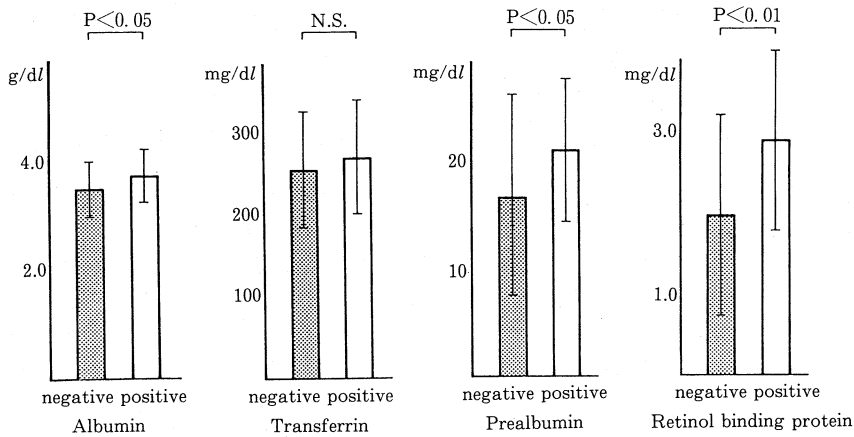 P<0.05
N.S.
P<0.05
P<0.01
g/dl
4.0
2.0
negative positive
Albumin
mg/dl
300
200
100
negative positive
Transferrin
mg/dl
20
10
negative positive
Prealbumin
mg/dl
3.0
1.0
negative positive
Retinol binding protein